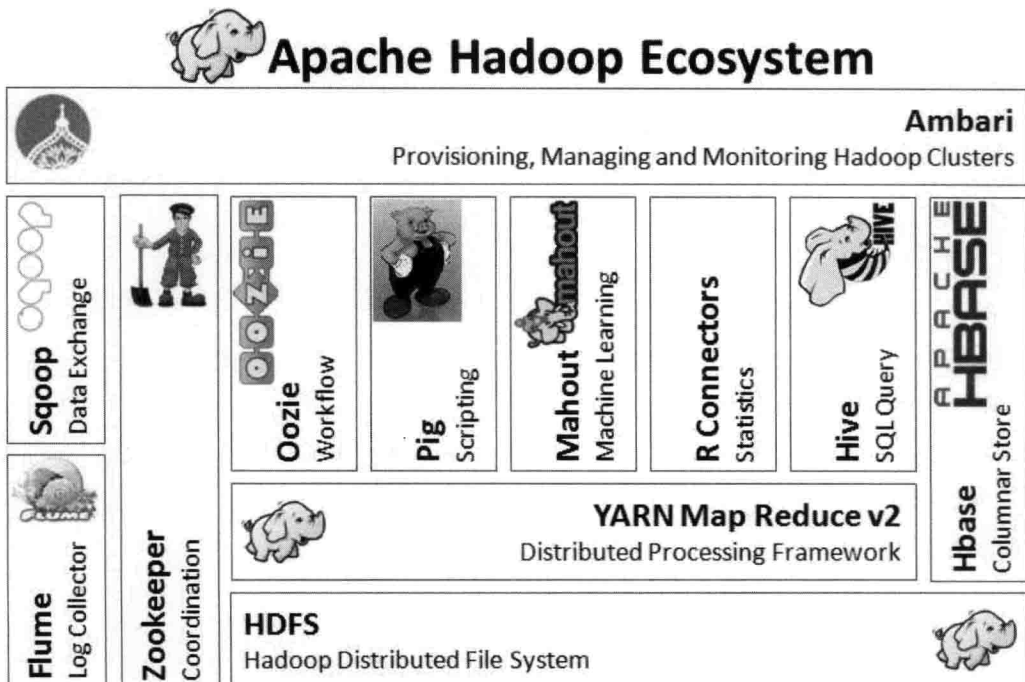 Apache Hadoop Ecosystem
Ambari
Provisioning, Managing and Monitoring Hadoop Clusters
sqoop
Sqoop
Data Exchange
FLUME
Flume
Log Collector
Zookeeper
Coordination
OOZIE
Oozie
Workflow
Pig
Scripting
mahout
Mahout
Machine Learning
R Connectors
Statistics
HIVE
Hive
SQL Query
APACHE
HBASE
Hbase
Columnar Store
YARN Map Reduce v2
Distributed Processing Framework
HDFS
Hadoop Distributed File System